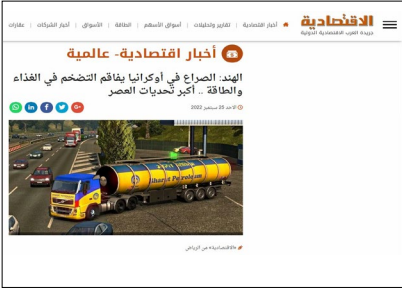 الاقتصادية
جريدة العرب الاقتصادية الدولية
أخبار اقتصادية | تقارير وتحليلات | أسواق الأسهم | الطاقة | الأسواق | أخبار الشركات | عقارات
أخبار اقتصادية- عالمية
الهند: الصراع في أوكرانيا يفاقم التضخم في الغذاء
والطاقة .. أكبر تحديات العصر
الاحد 25 سبتمبر 2022
Jihan Petroleum
«الاقتصادية» من الرياض